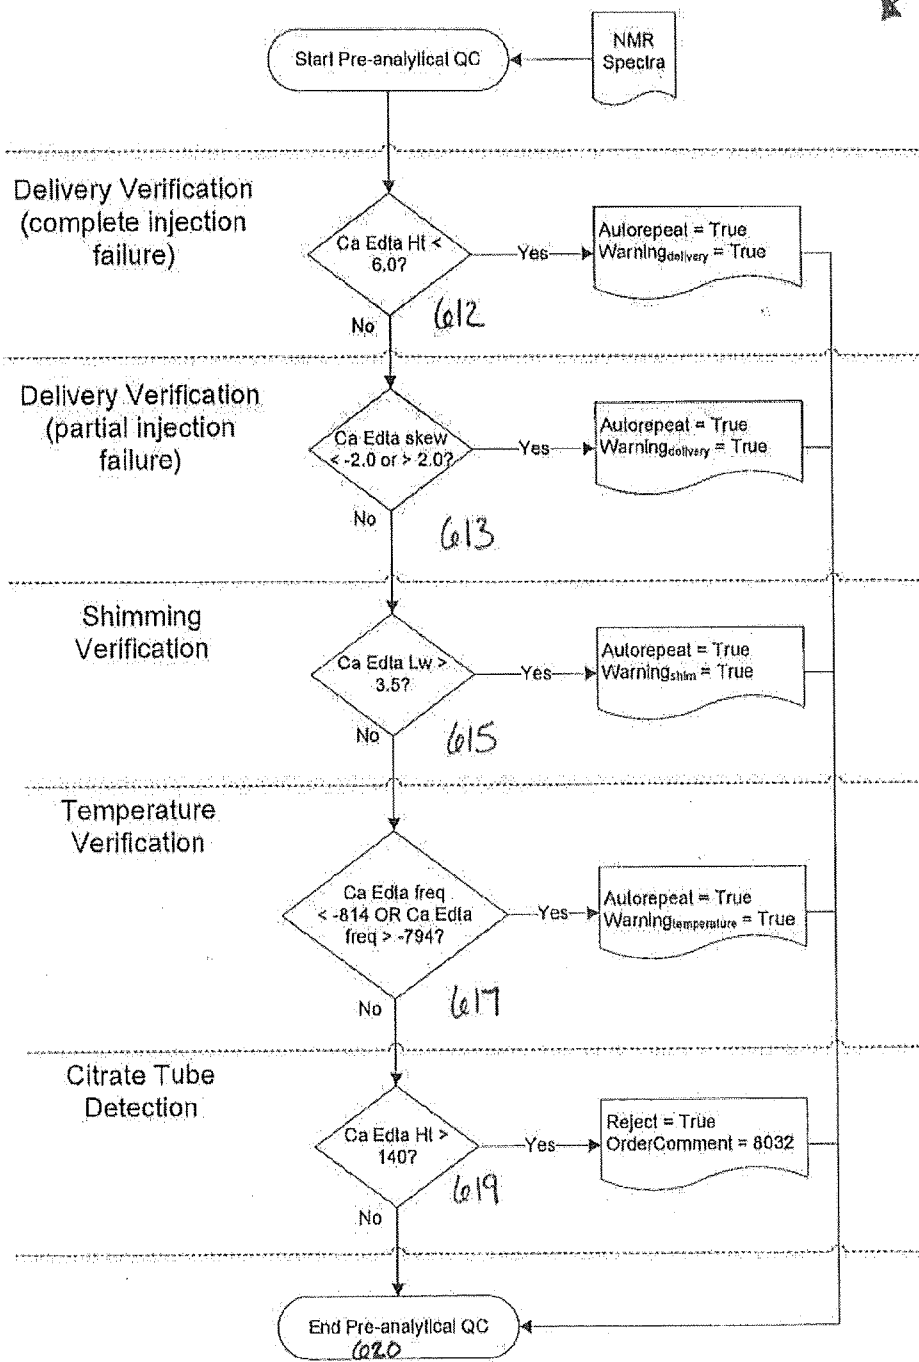 Start Pre-analytical QC
NMR
Spectra
Delivery Verification
(complete injection
failure)
Ca Edta Ht <
6.0?
Yes
Autorepeat = True
Warningdelivery = True
No
612
Delivery Verification
(partial injection
failure)
Ca Edta skew
< -2.0 or > 2.0?
Yes
Autorepeat = True
Warningdelivery = True
No
613
Shimming
Verification
Ca Edta Lw >
3.5?
Yes
Autorepeat = True
Warningshim = True
No
615
Temperature
Verification
Ca Edta freq
< -814 OR Ca Edta
freq > -794?
Yes
Autorepeat = True
Warningtemperature = True
No
617
Citrate Tube
Detection
Ca Edta Ht >
140?
Yes
Reject = True
OrderComment = 8032
619
No
End Pre-analytical QC
620